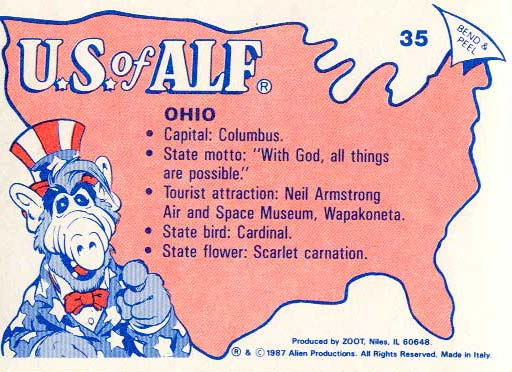 35
BEND &
PEEL
U.S. of ALF ®
OHIO
• Capital: Columbus.
• State motto: "With God, all things
are possible."
• Tourist attraction: Neil Armstrong
Air and Space Museum, Wapakoneta.
• State bird: Cardinal.
• State flower: Scarlet carnation.
Produced by ZOOT, Niles, IL 60648.
® & © 1987 Alien Productions. All Rights Reserved. Made in Italy.